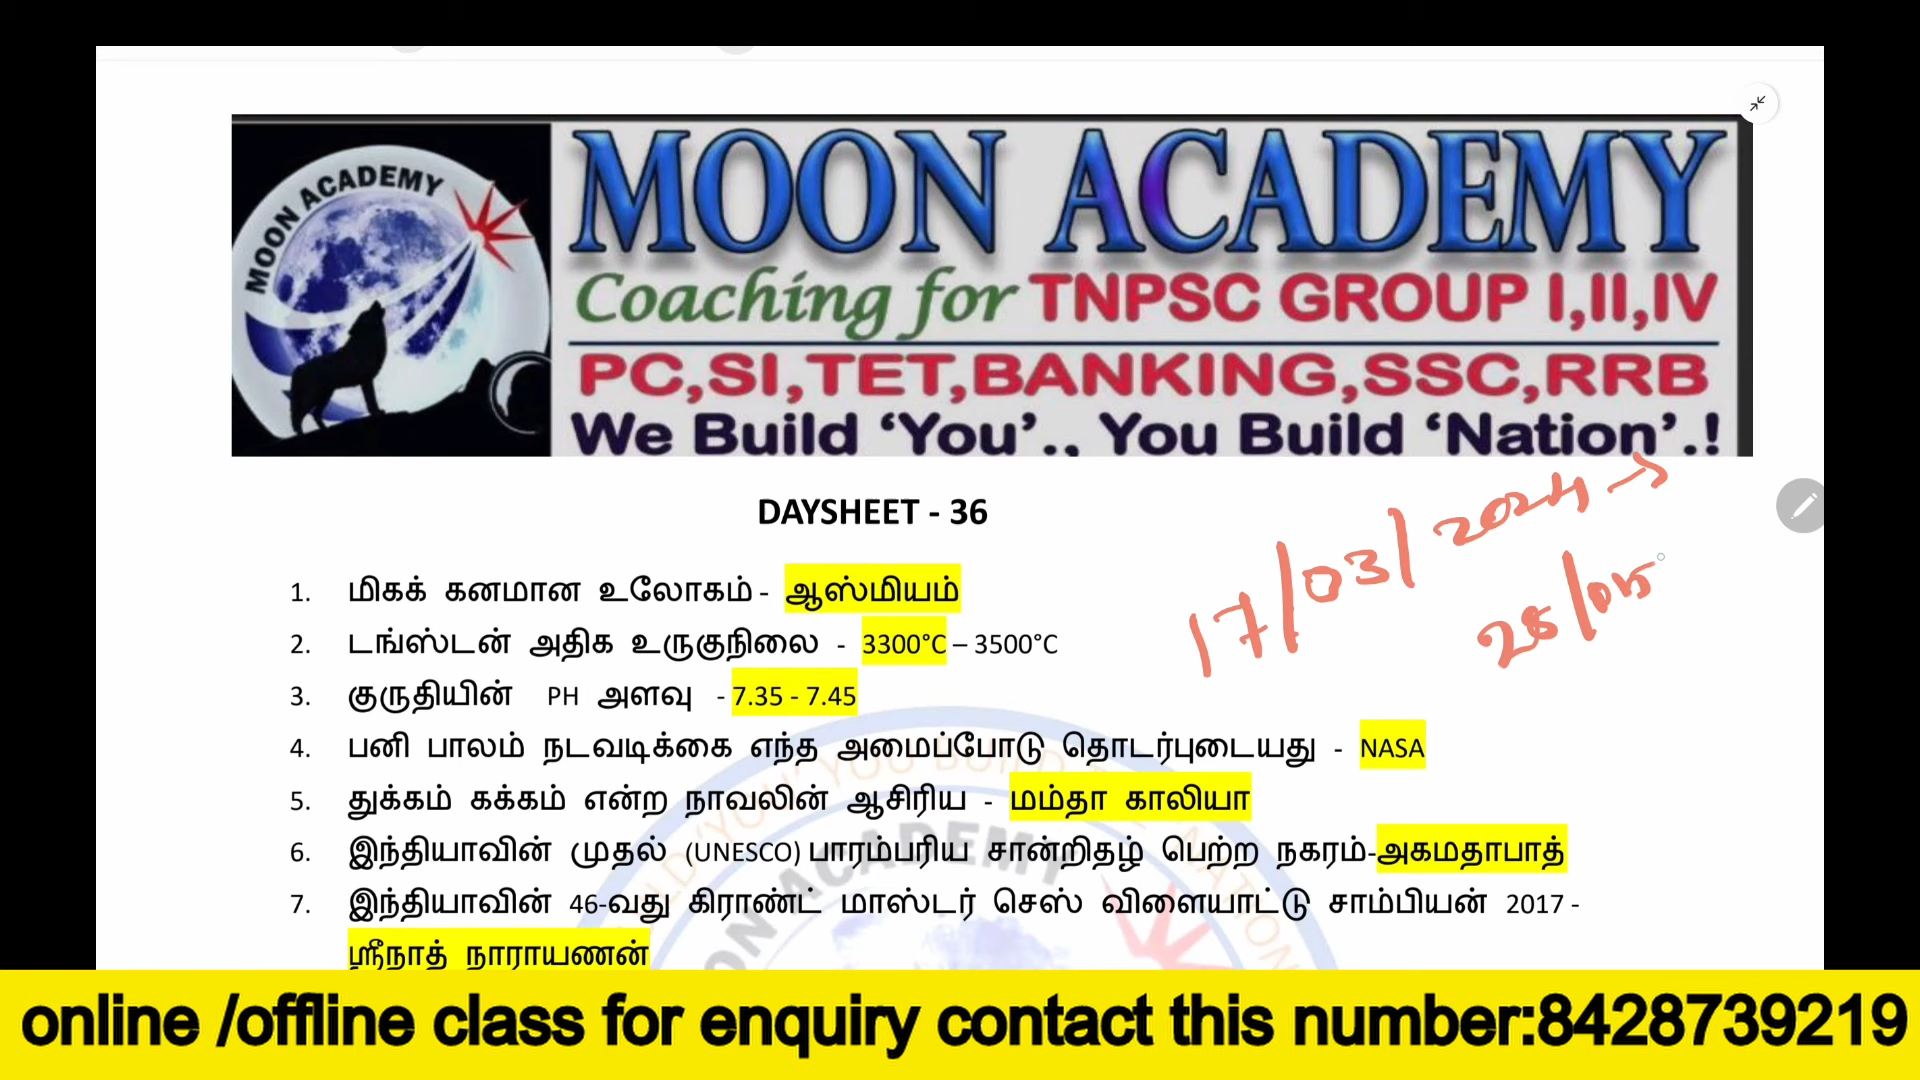 MOON ACADEMY
MOON ACADEMY
Coaching for TNPSC GROUP I,II,IV
PC,SI,TET,BANKING,SSC,RRB
We Build ‘You’., You Build ‘Nation’.!
17/03/2024 →
28/05
DAYSHEET - 36
1. மிகக் கனமான உலோகம் - ஆஸ்மியம்
2. டங்ஸ்டன் அதிக உருகுநிலை - 3300°C – 3500°C
3. குருதியின் PH அளவு - 7.35 - 7.45
4. பனி பாலம் நடவடிக்கை எந்த அமைப்போடு தொடர்புடையது - NASA
5. துக்கம் கக்கம் என்ற நாவலின் ஆசிரிய - மம்தா காலியா
6. இந்தியாவின் முதல் (UNESCO) பாரம்பரிய சான்றிதழ் பெற்ற நகரம்-அகமதாபாத்
7. இந்தியாவின் 46-வது கிராண்ட் மாஸ்டர் செஸ் விளையாட்டு சாம்பியன் 2017 -
ஸ்ரீநாத் நாராயணன்
online /offline class for enquiry contact this number:8428739219